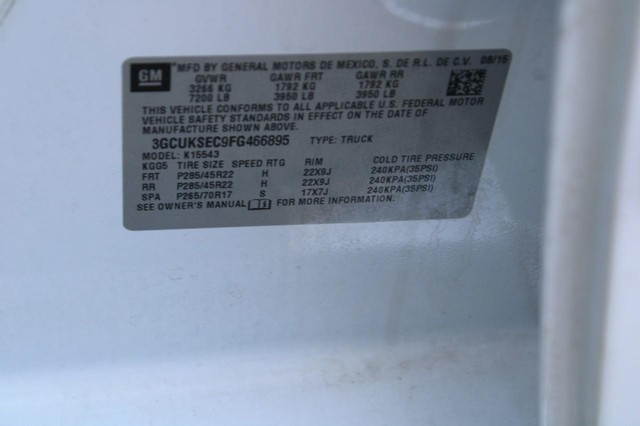 GM *MFD BY GENERAL MOTORS DE MEXICO, S. DE R.L. DE C.V. 08/15
GVWR GAWR FRT GAWR RR
3266 KG 1792 KG 1792 KG
7200 LB 3950 LB 3950 LB
THIS VEHICLE CONFORMS TO ALL APPLICABLE U.S. FEDERAL MOTOR
VEHICLE SAFETY STANDARDS IN EFFECT ON THE DATE OF
MANUFACTURE SHOWN ABOVE.
3GCUKSEC9FG466895 TYPE: TRUCK
MODEL: K15543
KGG5 TIRE SIZE SPEED RTG RIM COLD TIRE PRESSURE
FRT P285/45R22 H 22X9J 240KPA(35PSI)
RR P285/45R22 H 22X9J 240KPA(35PSI)
SPA P265/70R17 S 17X7J 240KPA(35PSI)
SEE OWNER'S MANUAL FOR MORE INFORMATION.